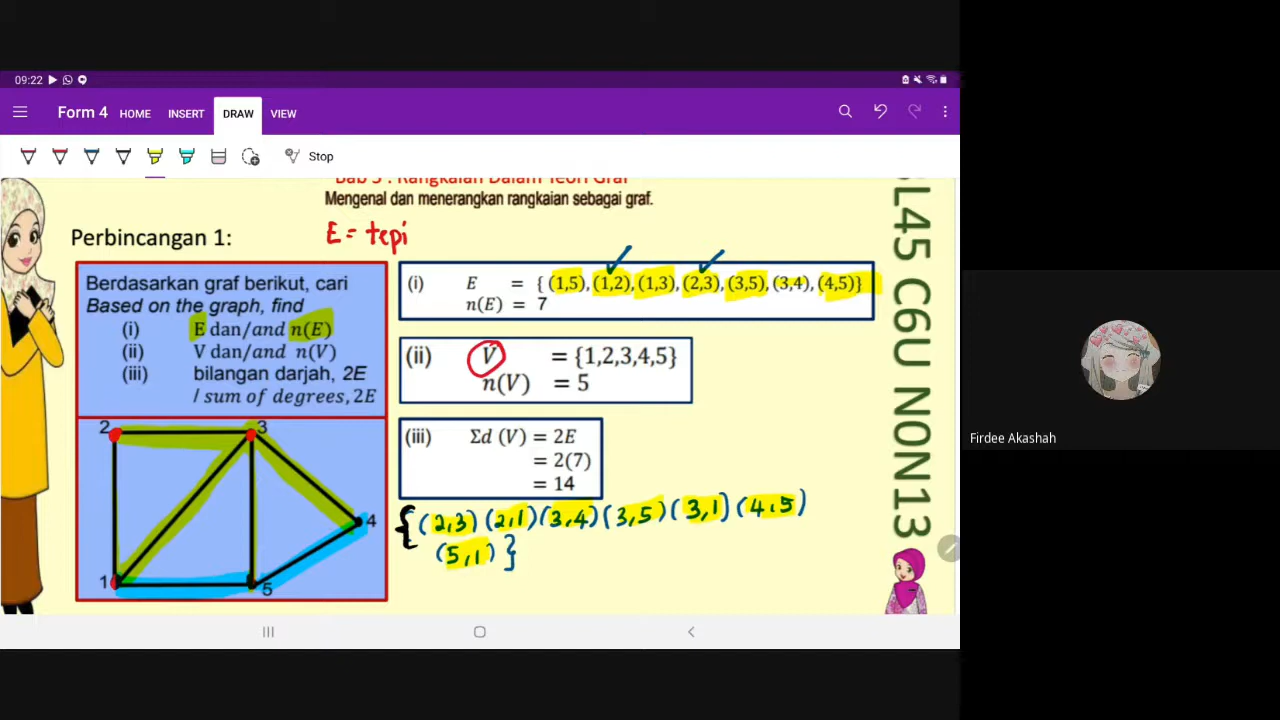 09:22
Form 4 HOME INSERT DRAW VIEW
Stop
Bab 5 : Rangkaian Dalam Teori Graf
Mengenal dan menerangkan rangkaian sebagai graf.
E = tepi
Perbincangan 1:
Berdasarkan graf berikut, cari
Based on the graph, find
(i) E dan/and n(E)
(ii) V dan/and n(V)
(iii) bilangan darjah, 2E
/ sum of degrees, 2E
2 3
4
1 5
(i) E = { (1,5), (1,2), (1,3), (2,3), (3,5), (3,4), (4,5)}
n(E) = 7
(ii) V = {1,2,3,4,5}
n(V) = 5
(iii) Σd (V) = 2E
= 2(7)
= 14
{ (2,3) (2,1) (3,4) (3,5) (3,1) (4,5)
(5,1) }
L45 C6U N0N13
Firdee Akashah